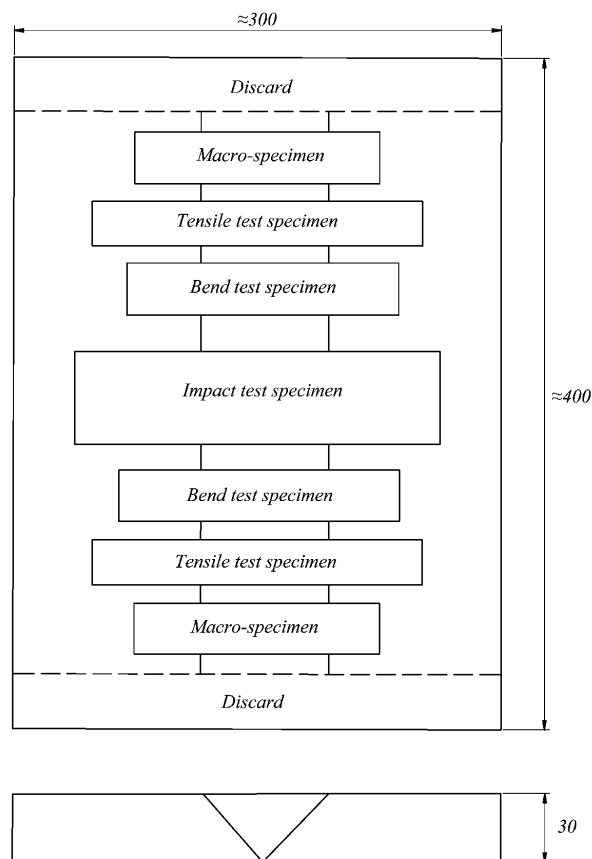 ≈300
Discard
Macro-specimen
Tensile test specimen
Bend test specimen
Impact test specimen
≈400
Bend test specimen
Tensile test specimen
Macro-specimen
Discard
30